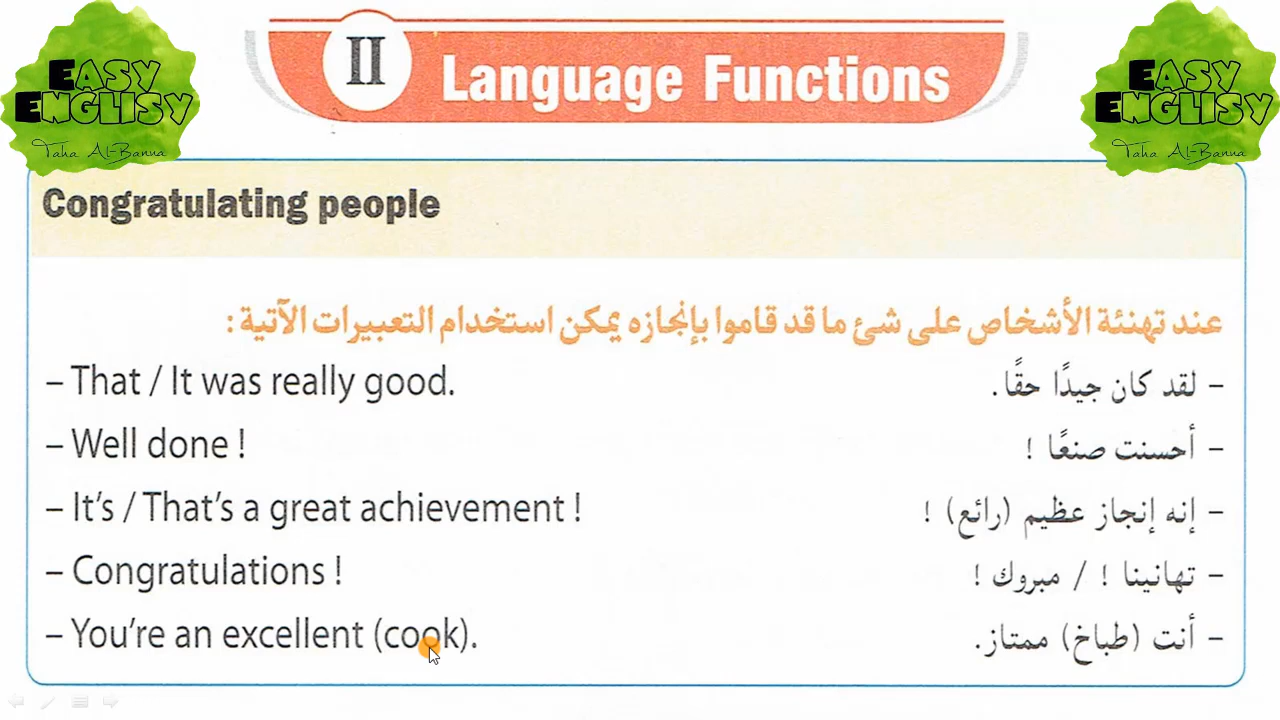 EASY
ENGLISY
Taha Al-Banna
II Language Functions
EASY
ENGLISY
Taha Al-Banna
Congratulating people
عند تهنئة الأشخاص على شئ ما قد قاموا بإنجازه يمكن استخدام التعبيرات الآتية :
– That / It was really good.
– لقد كان جيدًا حقًا.
– Well done !
– أحسنت صنعًا !
– It's / That's a great achievement !
– إنه إنجاز عظيم (رائع) !
– Congratulations !
– تهانينا ! / مبروك !
– You're an excellent (cook).
– أنت (طباخ) ممتاز.